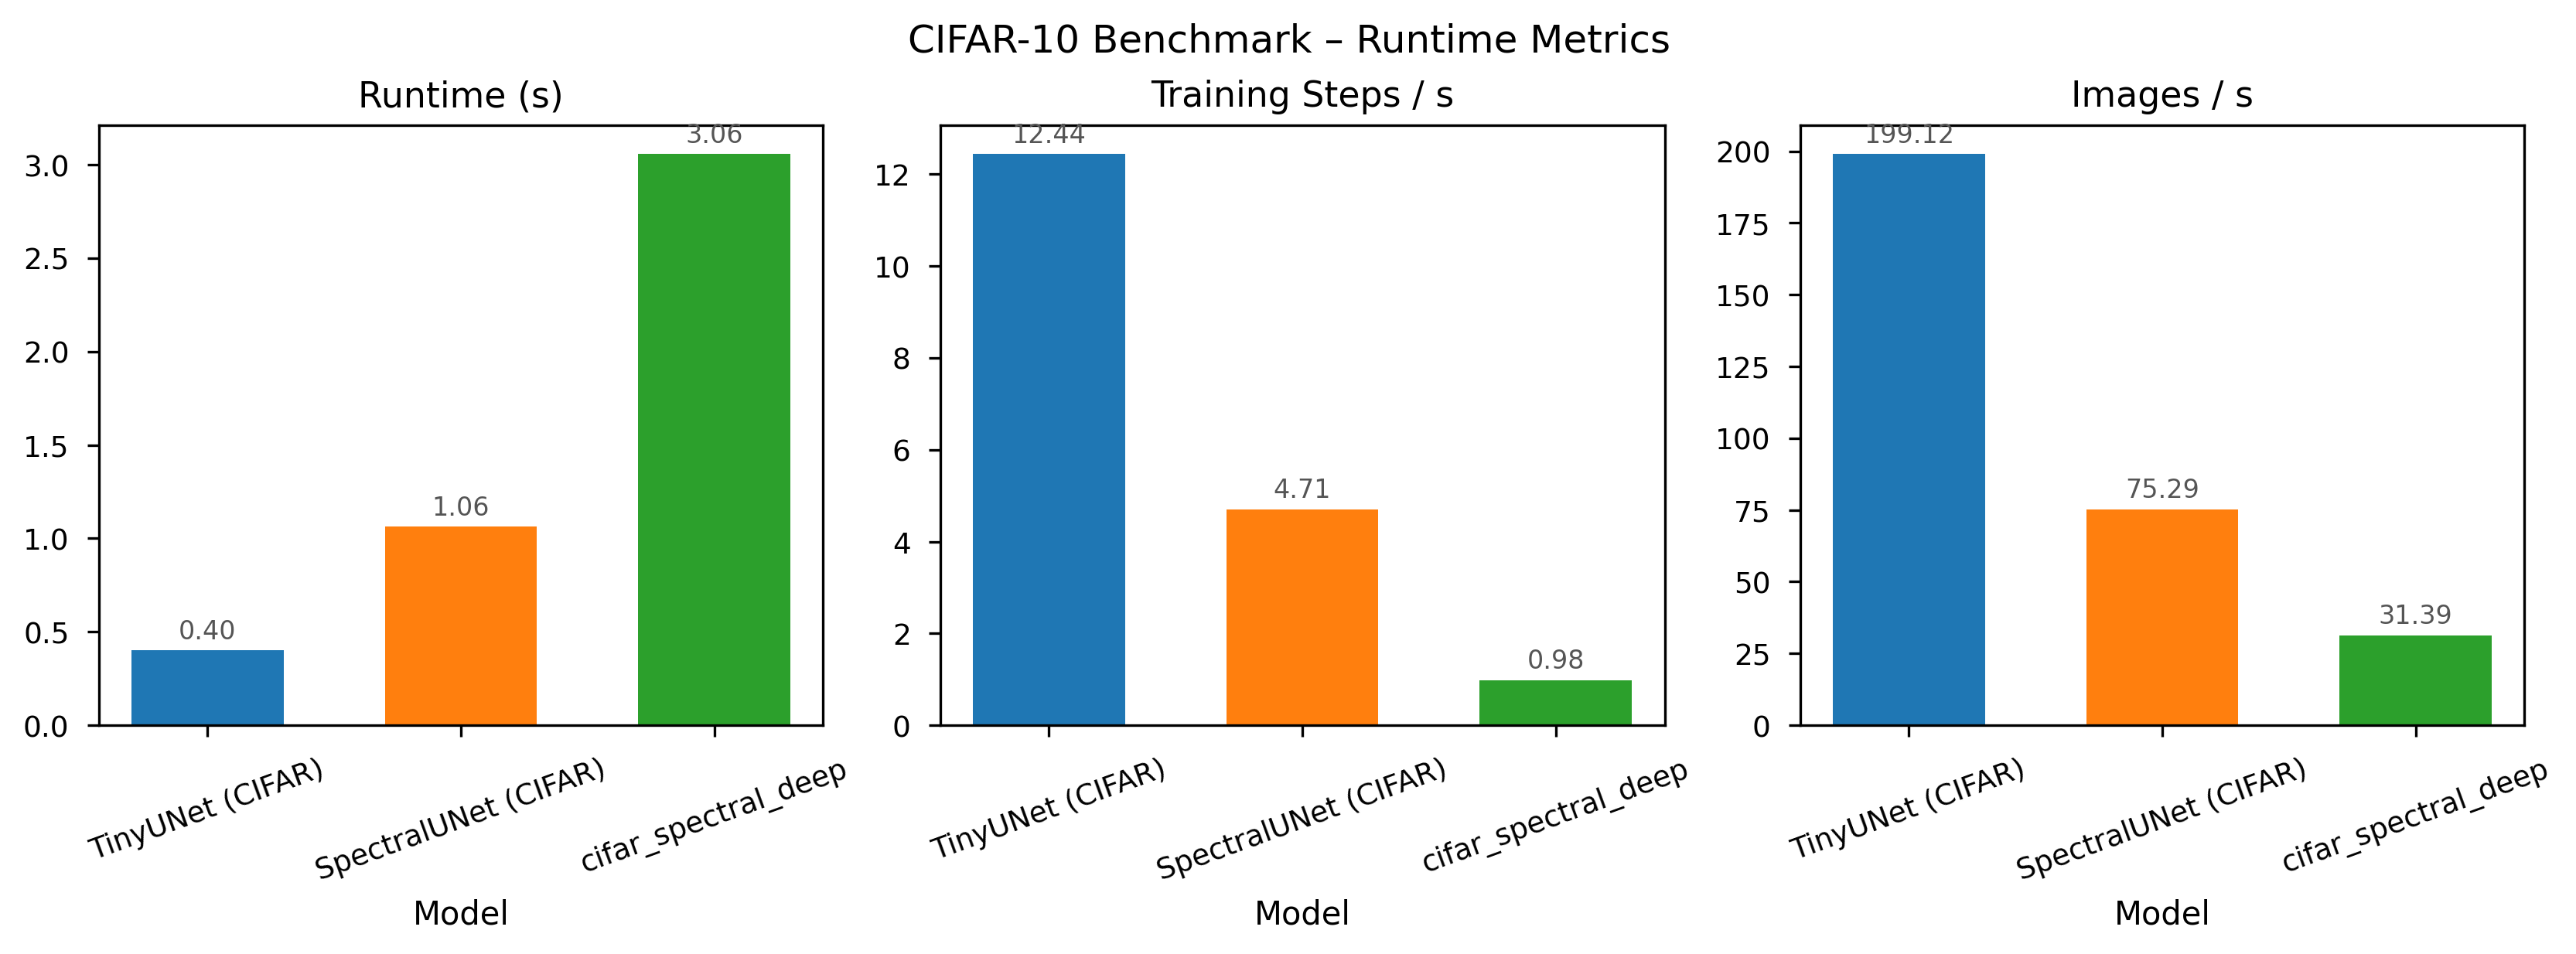 CIFAR-10 Benchmark – Runtime Metrics
Runtime (s)
3.0
2.5
2.0
1.5
1.0
0.5
0.0
0.40
1.06
3.06
TinyUNet (CIFAR)
SpectralUNet (CIFAR)
cifar_spectral_deep
Model
Training Steps / s
12
10
8
6
4
2
0
12.44
4.71
0.98
TinyUNet (CIFAR)
SpectralUNet (CIFAR)
cifar_spectral_deep
Model
Images / s
200
175
150
125
100
75
50
25
0
199.12
75.29
31.39
TinyUNet (CIFAR)
SpectralUNet (CIFAR)
cifar_spectral_deep
Model